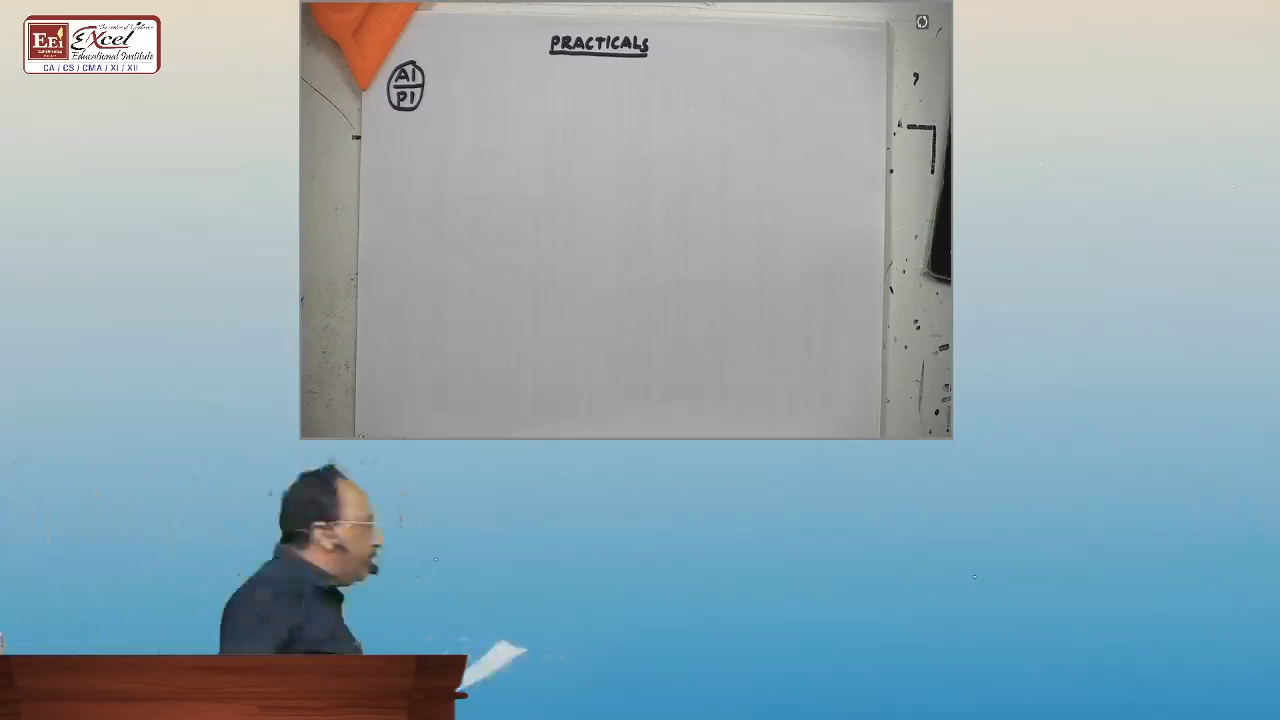 EEi
Excel
Educational Institute
CA / CS / CMA / XI / XII
PRACTICALS
A1
P1